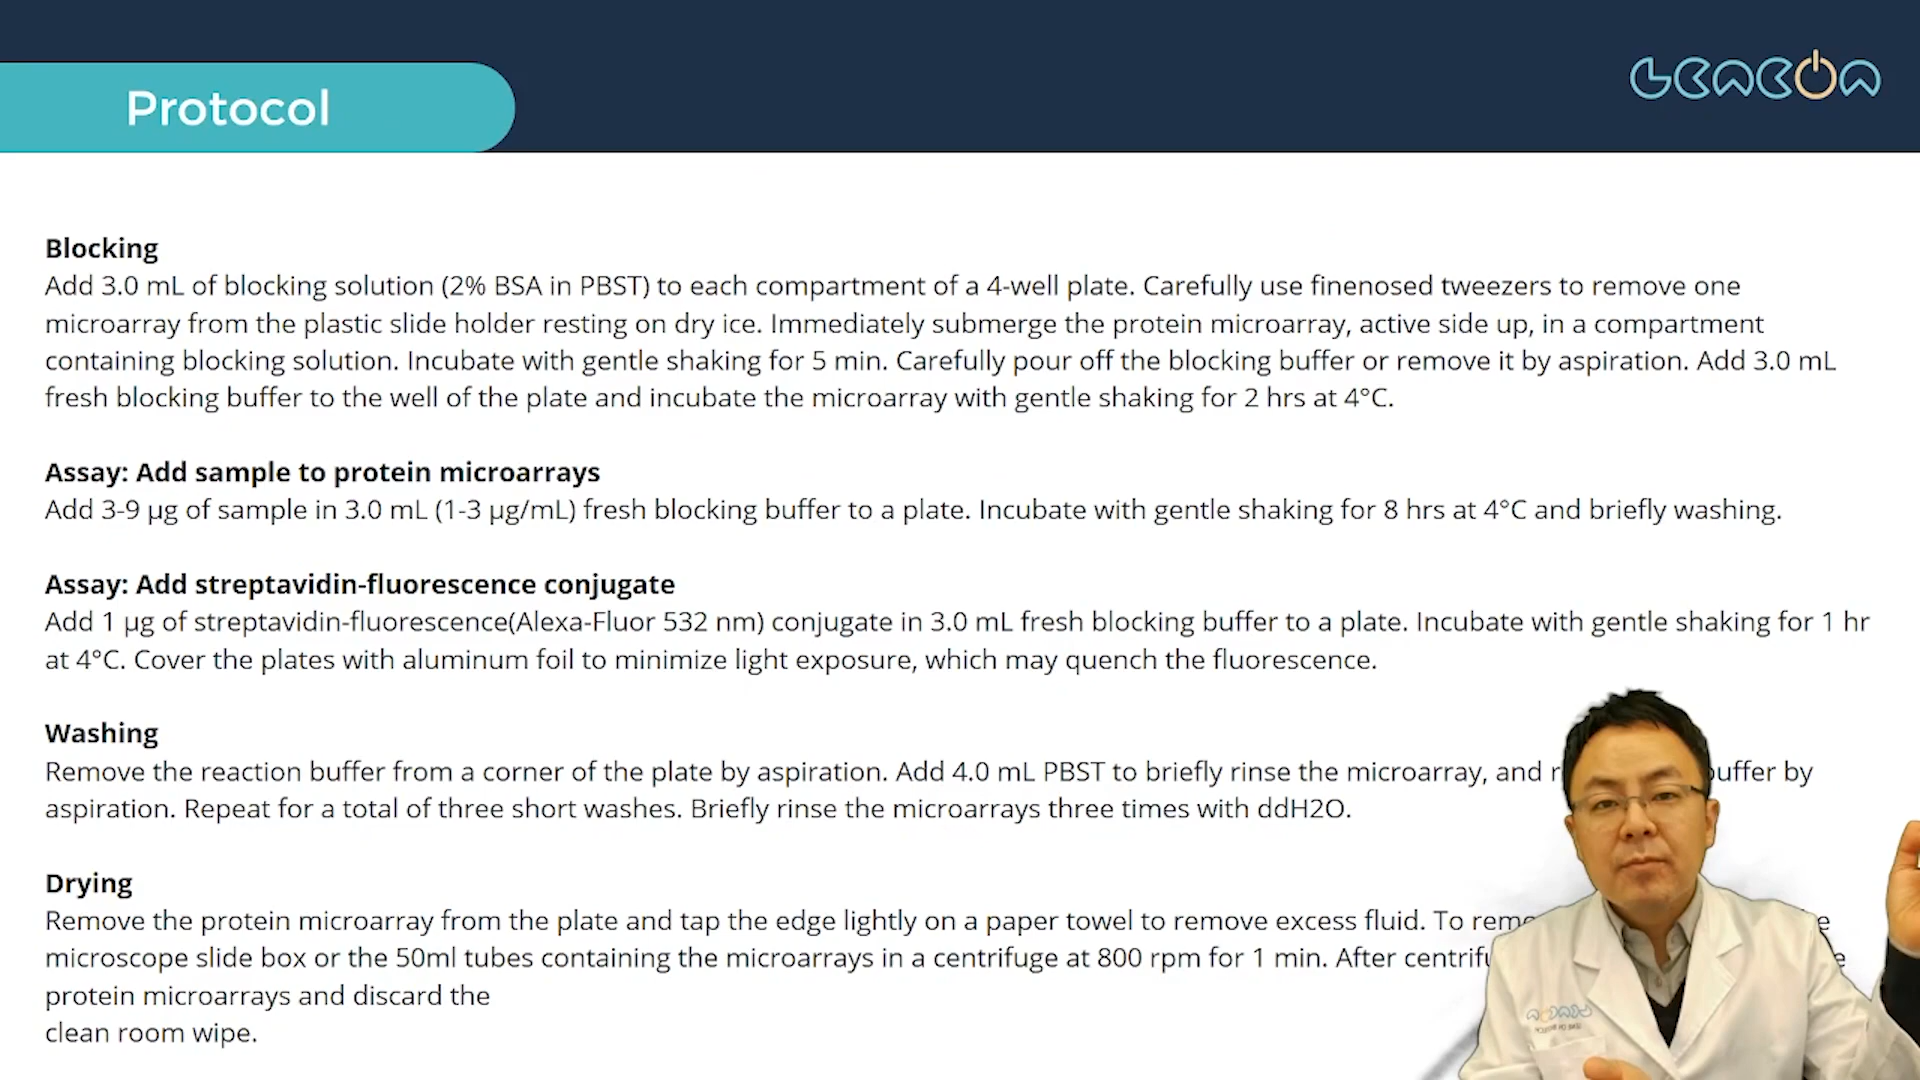 Protocol
Blocking
Add 3.0 mL of blocking solution (2% BSA in PBST) to each compartment of a 4-well plate. Carefully use finenosed tweezers to remove one
microarray from the plastic slide holder resting on dry ice. Immediately submerge the protein microarray, active side up, in a compartment
containing blocking solution. Incubate with gentle shaking for 5 min. Carefully pour off the blocking buffer or remove it by aspiration. Add 3.0 mL
fresh blocking buffer to the well of the plate and incubate the microarray with gentle shaking for 2 hrs at 4°C.
Assay: Add sample to protein microarrays
Add 3-9 µg of sample in 3.0 mL (1-3 µg/mL) fresh blocking buffer to a plate. Incubate with gentle shaking for 8 hrs at 4°C and briefly washing.
Assay: Add streptavidin-fluorescence conjugate
Add 1 µg of streptavidin-fluorescence(Alexa-Fluor 532 nm) conjugate in 3.0 mL fresh blocking buffer to a plate. Incubate with gentle shaking for 1 hr
at 4°C. Cover the plates with aluminum foil to minimize light exposure, which may quench the fluorescence.
Washing
Remove the reaction buffer from a corner of the plate by aspiration. Add 4.0 mL PBST to briefly rinse the microarray, and by
aspiration. Repeat for a total of three short washes. Briefly rinse the microarrays three times with ddH2O.
Drying
Remove the protein microarray from the plate and tap the edge lightly on a paper towel to remove excess fluid. To
microscope slide box or the 50ml tubes containing the microarrays in a centrifuge at 800 rpm for 1 min. After
protein microarrays and discard the
clean room wipe.